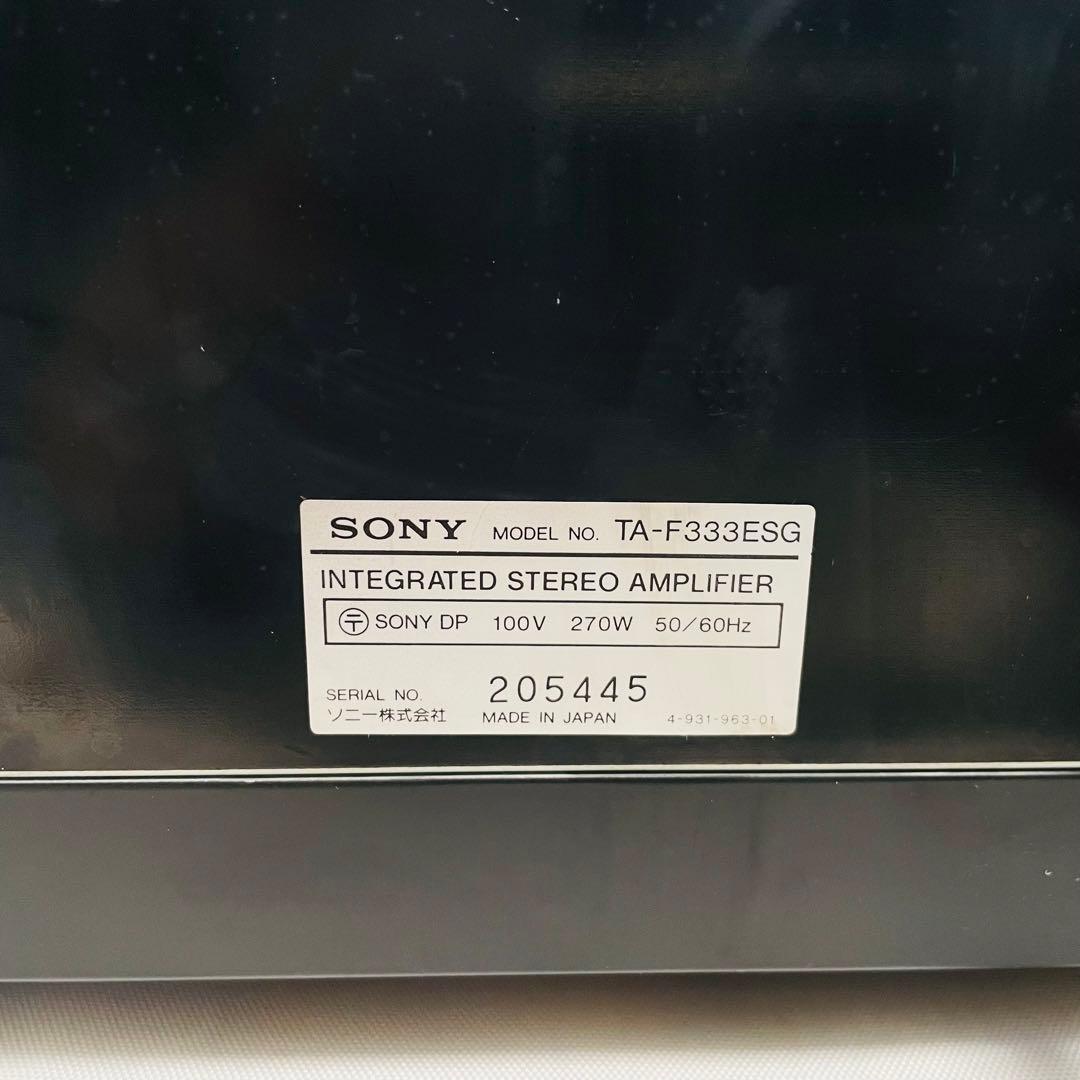 SONY MODEL NO. TA-F333ESG
INTEGRATED STEREO AMPLIFIER
〶 SONY DP 100V 270W 50/60Hz
SERIAL NO. 205445
ソニー株式会社 MADE IN JAPAN 4-931-963-01